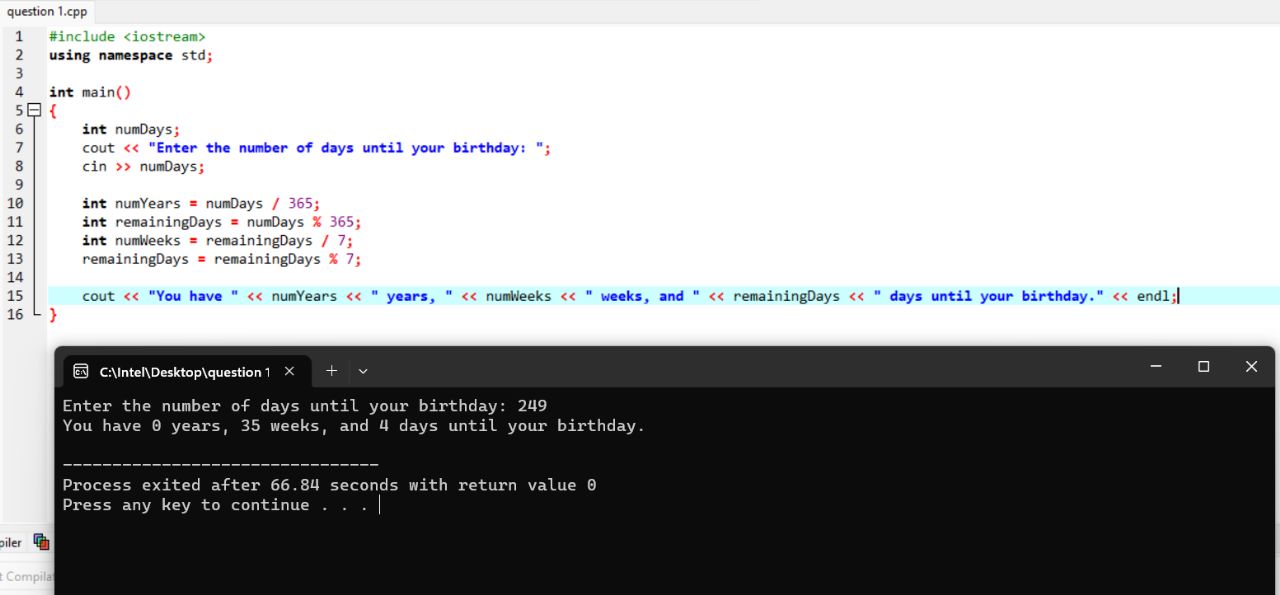 question 1.cpp
1 #include <iostream>
2 using namespace std;
3
4 int main()
5 {
6 int numDays;
7 cout << "Enter the number of days until your birthday: ";
8 cin >> numDays;
9
10 int numYears = numDays / 365;
11 int remainingDays = numDays % 365;
12 int numWeeks = remainingDays / 7;
13 remainingDays = remainingDays % 7;
14
15 cout << "You have " << numYears << " years, " << numWeeks << " weeks, and " << remainingDays << " days until your birthday." << endl;
16 }
C:\Intel\Desktop\question 1
Enter the number of days until your birthday: 249
You have 0 years, 35 weeks, and 4 days until your birthday.
--------------------------------
Process exited after 66.84 seconds with return value 0
Press any key to continue . . .
piler
t Compila